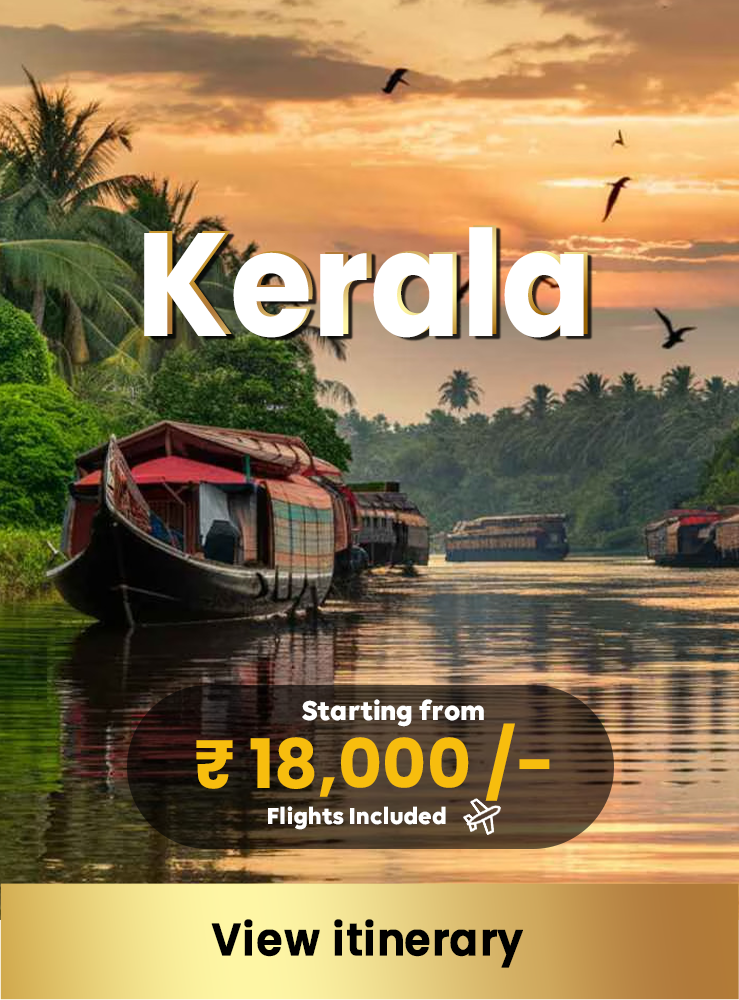 Kerala
Starting from
₹ 18,000 /-
Flights Included
View itinerary